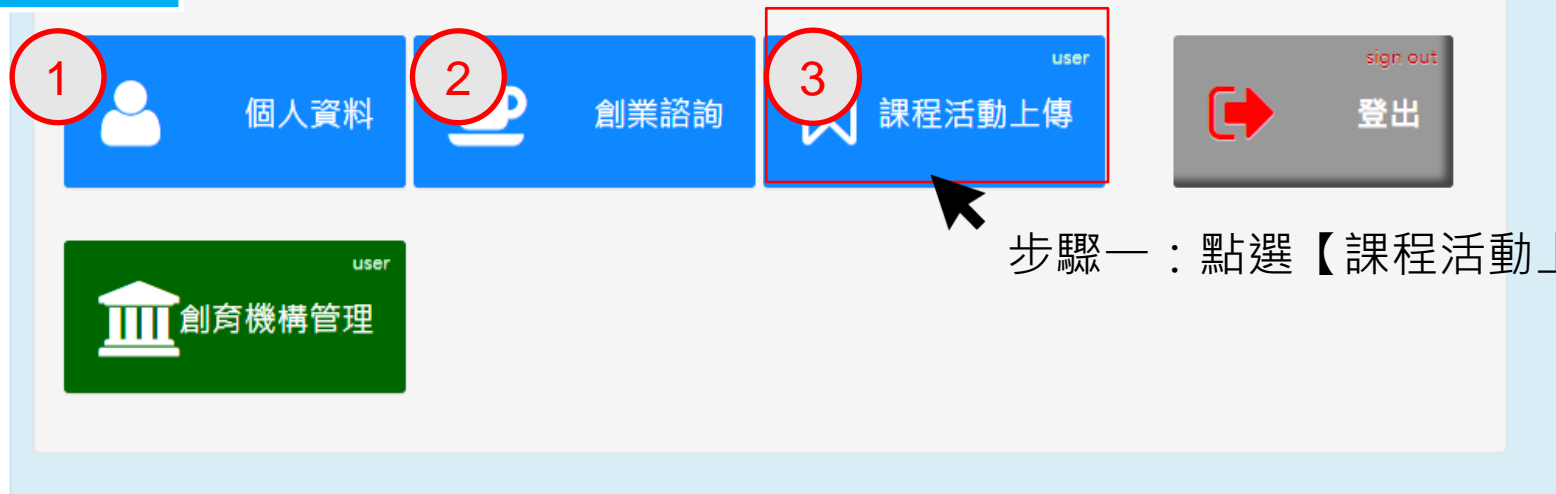 1
個人資料
2
創業諮詢
user
3
課程活動上傳
sign out
登出
步驟一：點選【課程活動上
user
創育機構管理